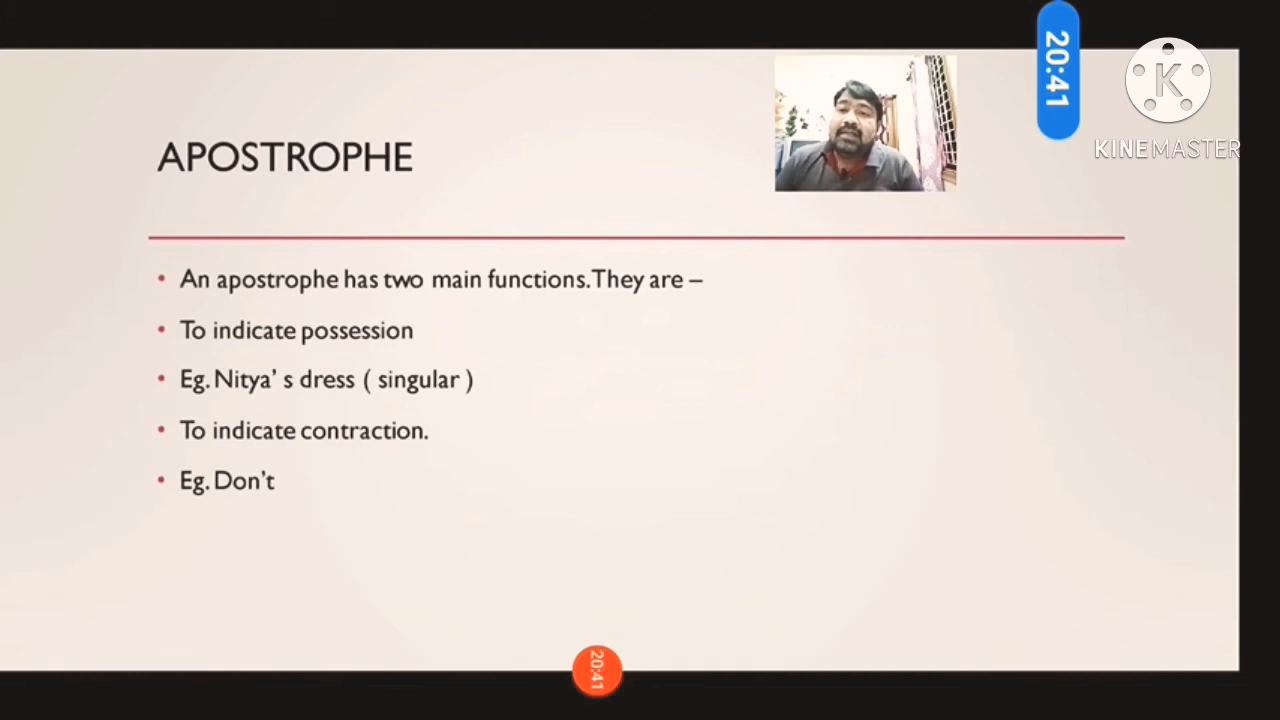 20:41
KINEMASTER
APOSTROPHE
• An apostrophe has two main functions. They are –
• To indicate possession
• Eg. Nitya’ s dress ( singular )
• To indicate contraction.
• Eg. Don’t
20:41